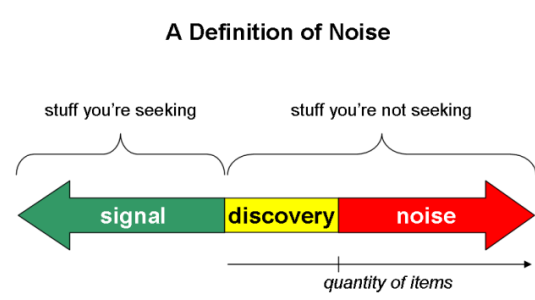 A Definition of Noise
stuff you're seeking
stuff you're not seeking
signal
discovery
noise
quantity of items